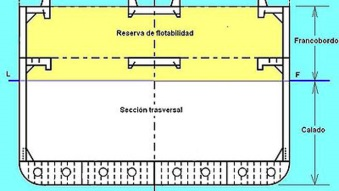 Reserva de flotabilidad
Francobordo
L
F
Sección trasversal
Calado